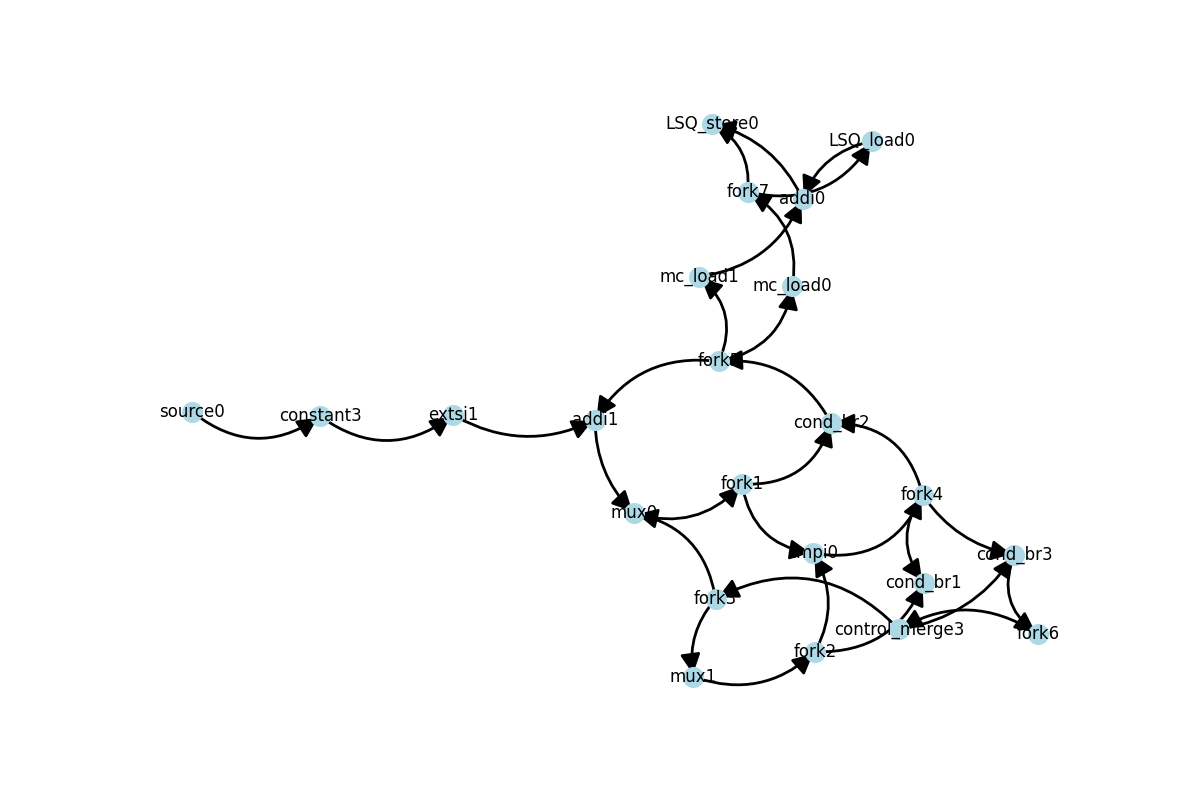 LSQ_store0
LSQ_load0
fork7
addi0
mc_load1
mc_load0
fork5
source0
constant3
extsi1
addi1
cond_br2
fork1
fork4
mux0
cmpi0
cond_br3
cond_br1
fork3
control_merge3
fork6
fork2
mux1